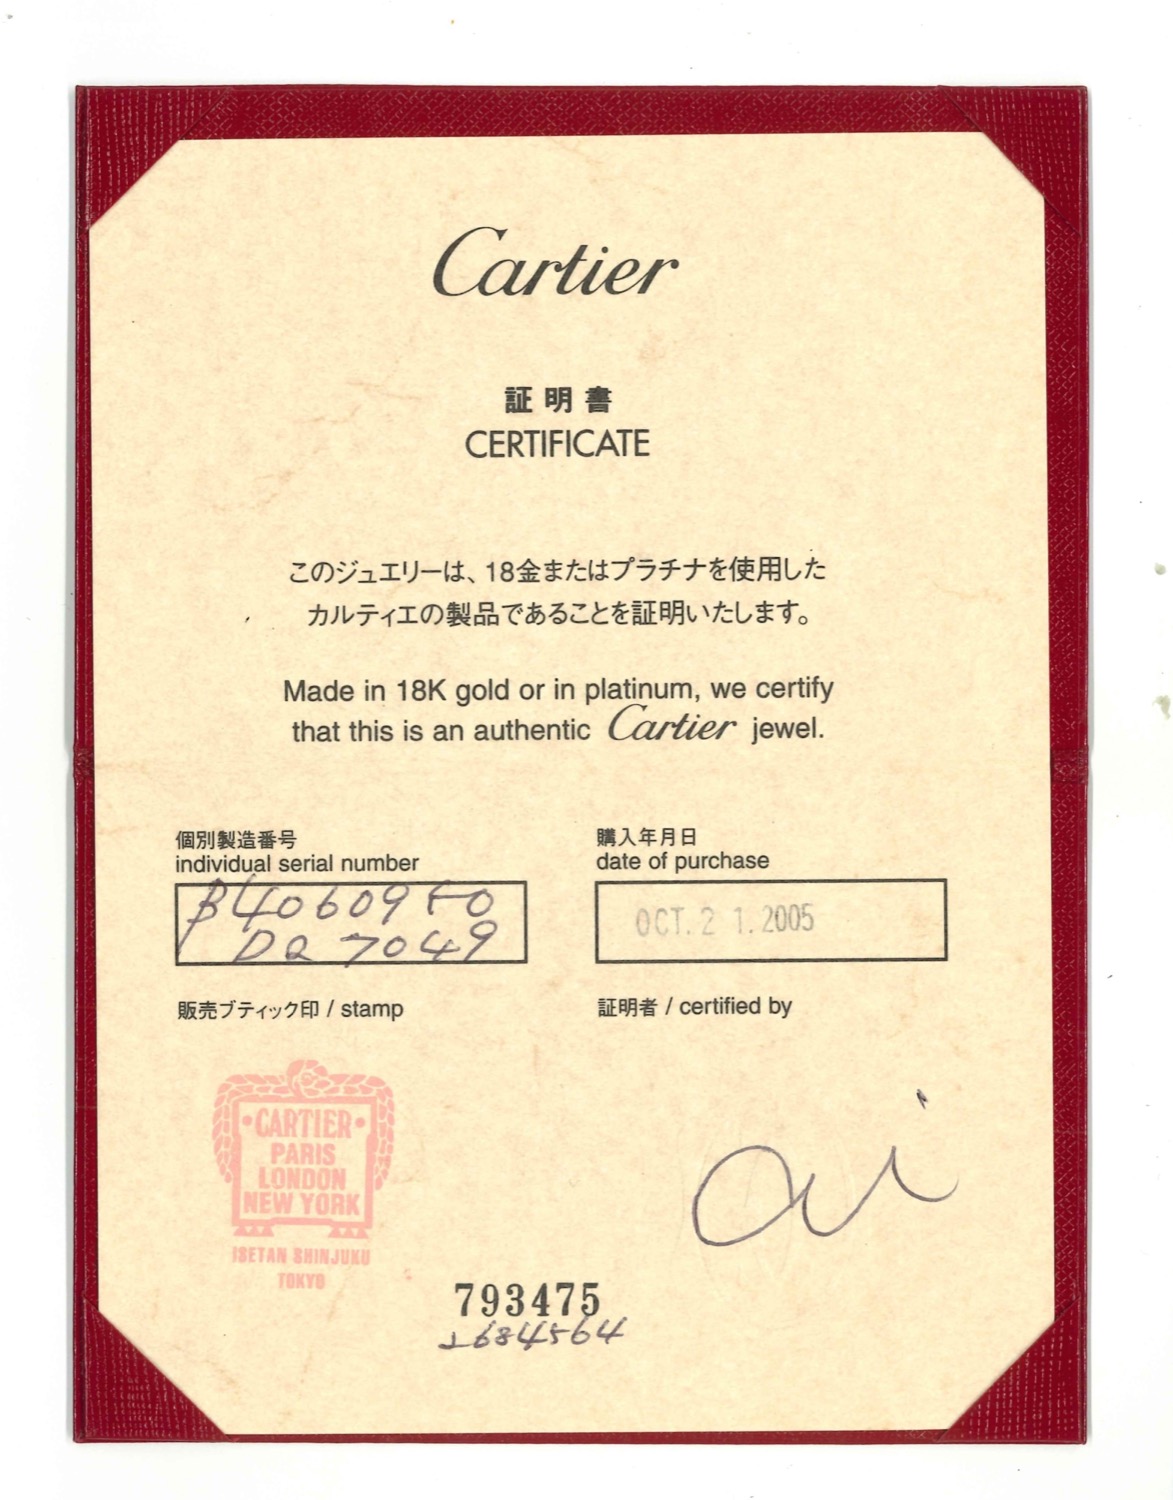 Cartier
証明書
CERTIFICATE
このジュエリーは、18金またはプラチナを使用した
カルティエの製品であることを証明いたします。
Made in 18K gold or in platinum, we certify
that this is an authentic Cartier jewel.
個別製造番号
individual serial number
B4060950
DQ 7049
購入年月日
date of purchase
OCT. 2 1. 2005
販売ブティック印 / stamp
証明者 / certified by
•CARTIER•
PARIS
LONDON
NEW YORK
ISETAN SHINJUKU
TOKYO
793475